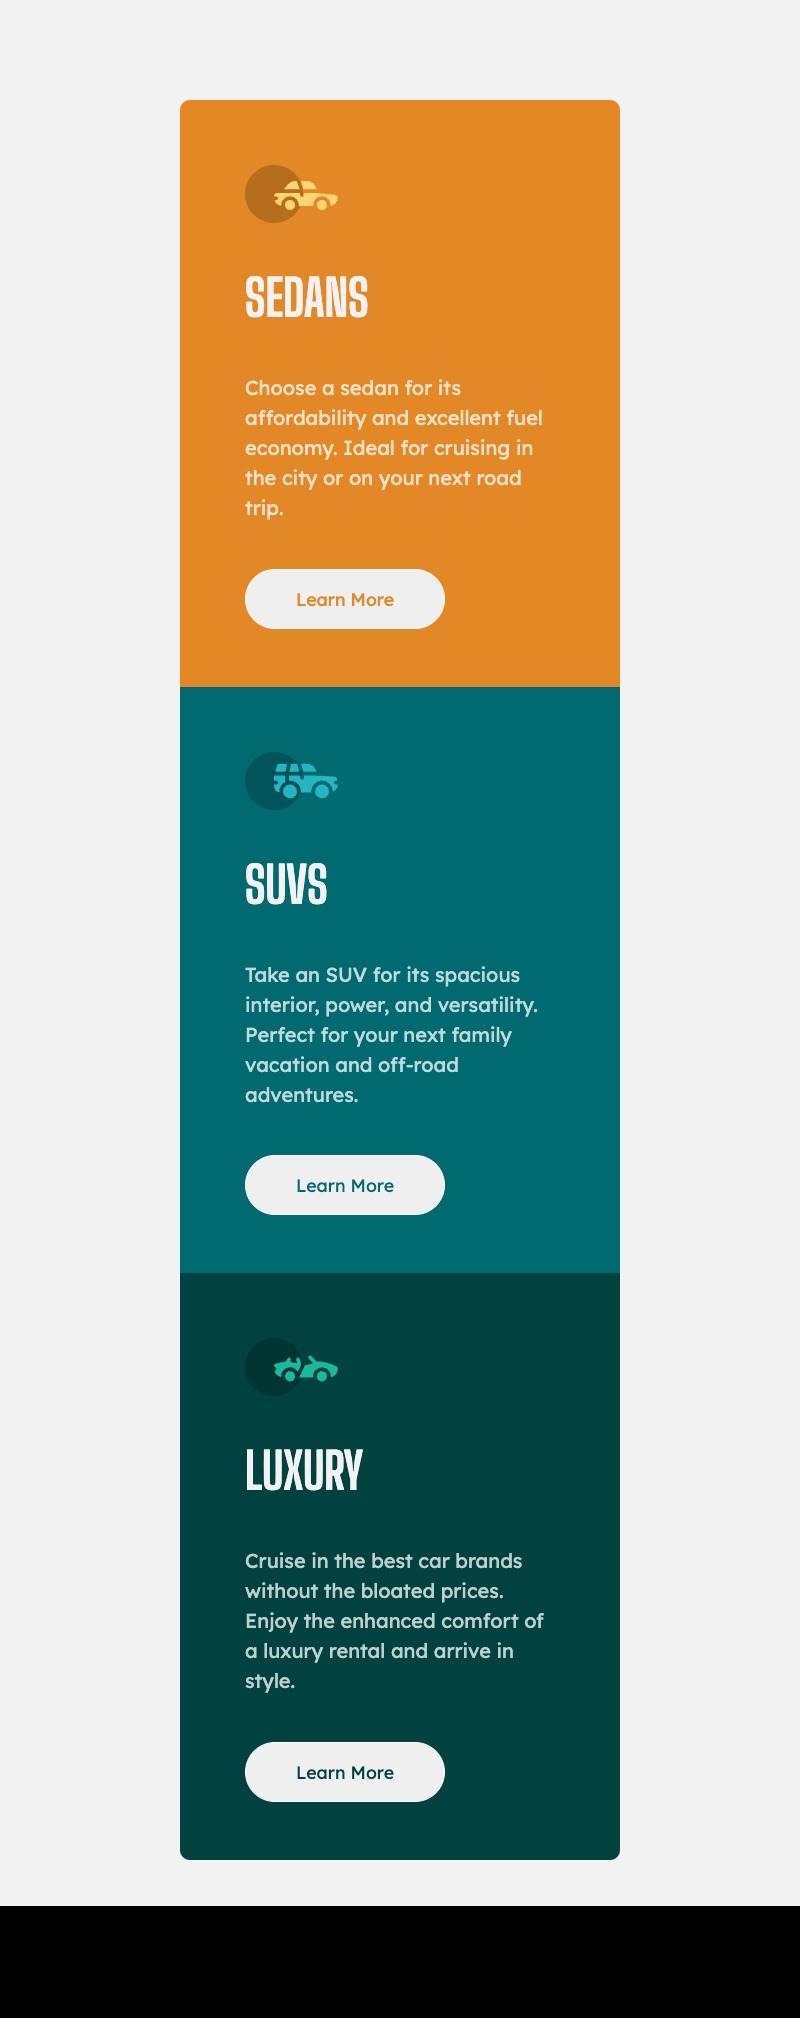 SEDANS
Choose a sedan for its
affordability and excellent fuel
economy. Ideal for cruising in
the city or on your next road
trip.
Learn More
SUVS
Take an SUV for its spacious
interior, power, and versatility.
Perfect for your next family
vacation and off-road
adventures.
Learn More
LUXURY
Cruise in the best car brands
without the bloated prices.
Enjoy the enhanced comfort of
a luxury rental and arrive in
style.
Learn More